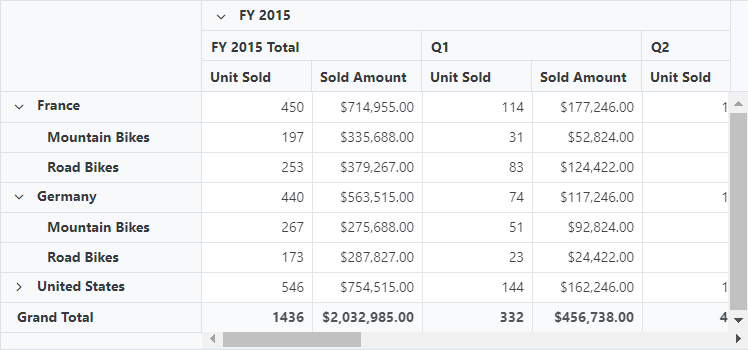 FY 2015
FY 2015 Total Q1 Q2
Unit Sold Sold Amount Unit Sold Sold Amount Unit Sold
France 450 $714,955.00 114 $177,246.00 1
Mountain Bikes 197 $335,688.00 31 $52,824.00
Road Bikes 253 $379,267.00 83 $124,422.00
Germany 440 $563,515.00 74 $117,246.00 1
Mountain Bikes 267 $275,688.00 51 $92,824.00
Road Bikes 173 $287,827.00 23 $24,422.00
United States 546 $754,515.00 144 $162,246.00 1
Grand Total 1436 $2,032,985.00 332 $456,738.00 4